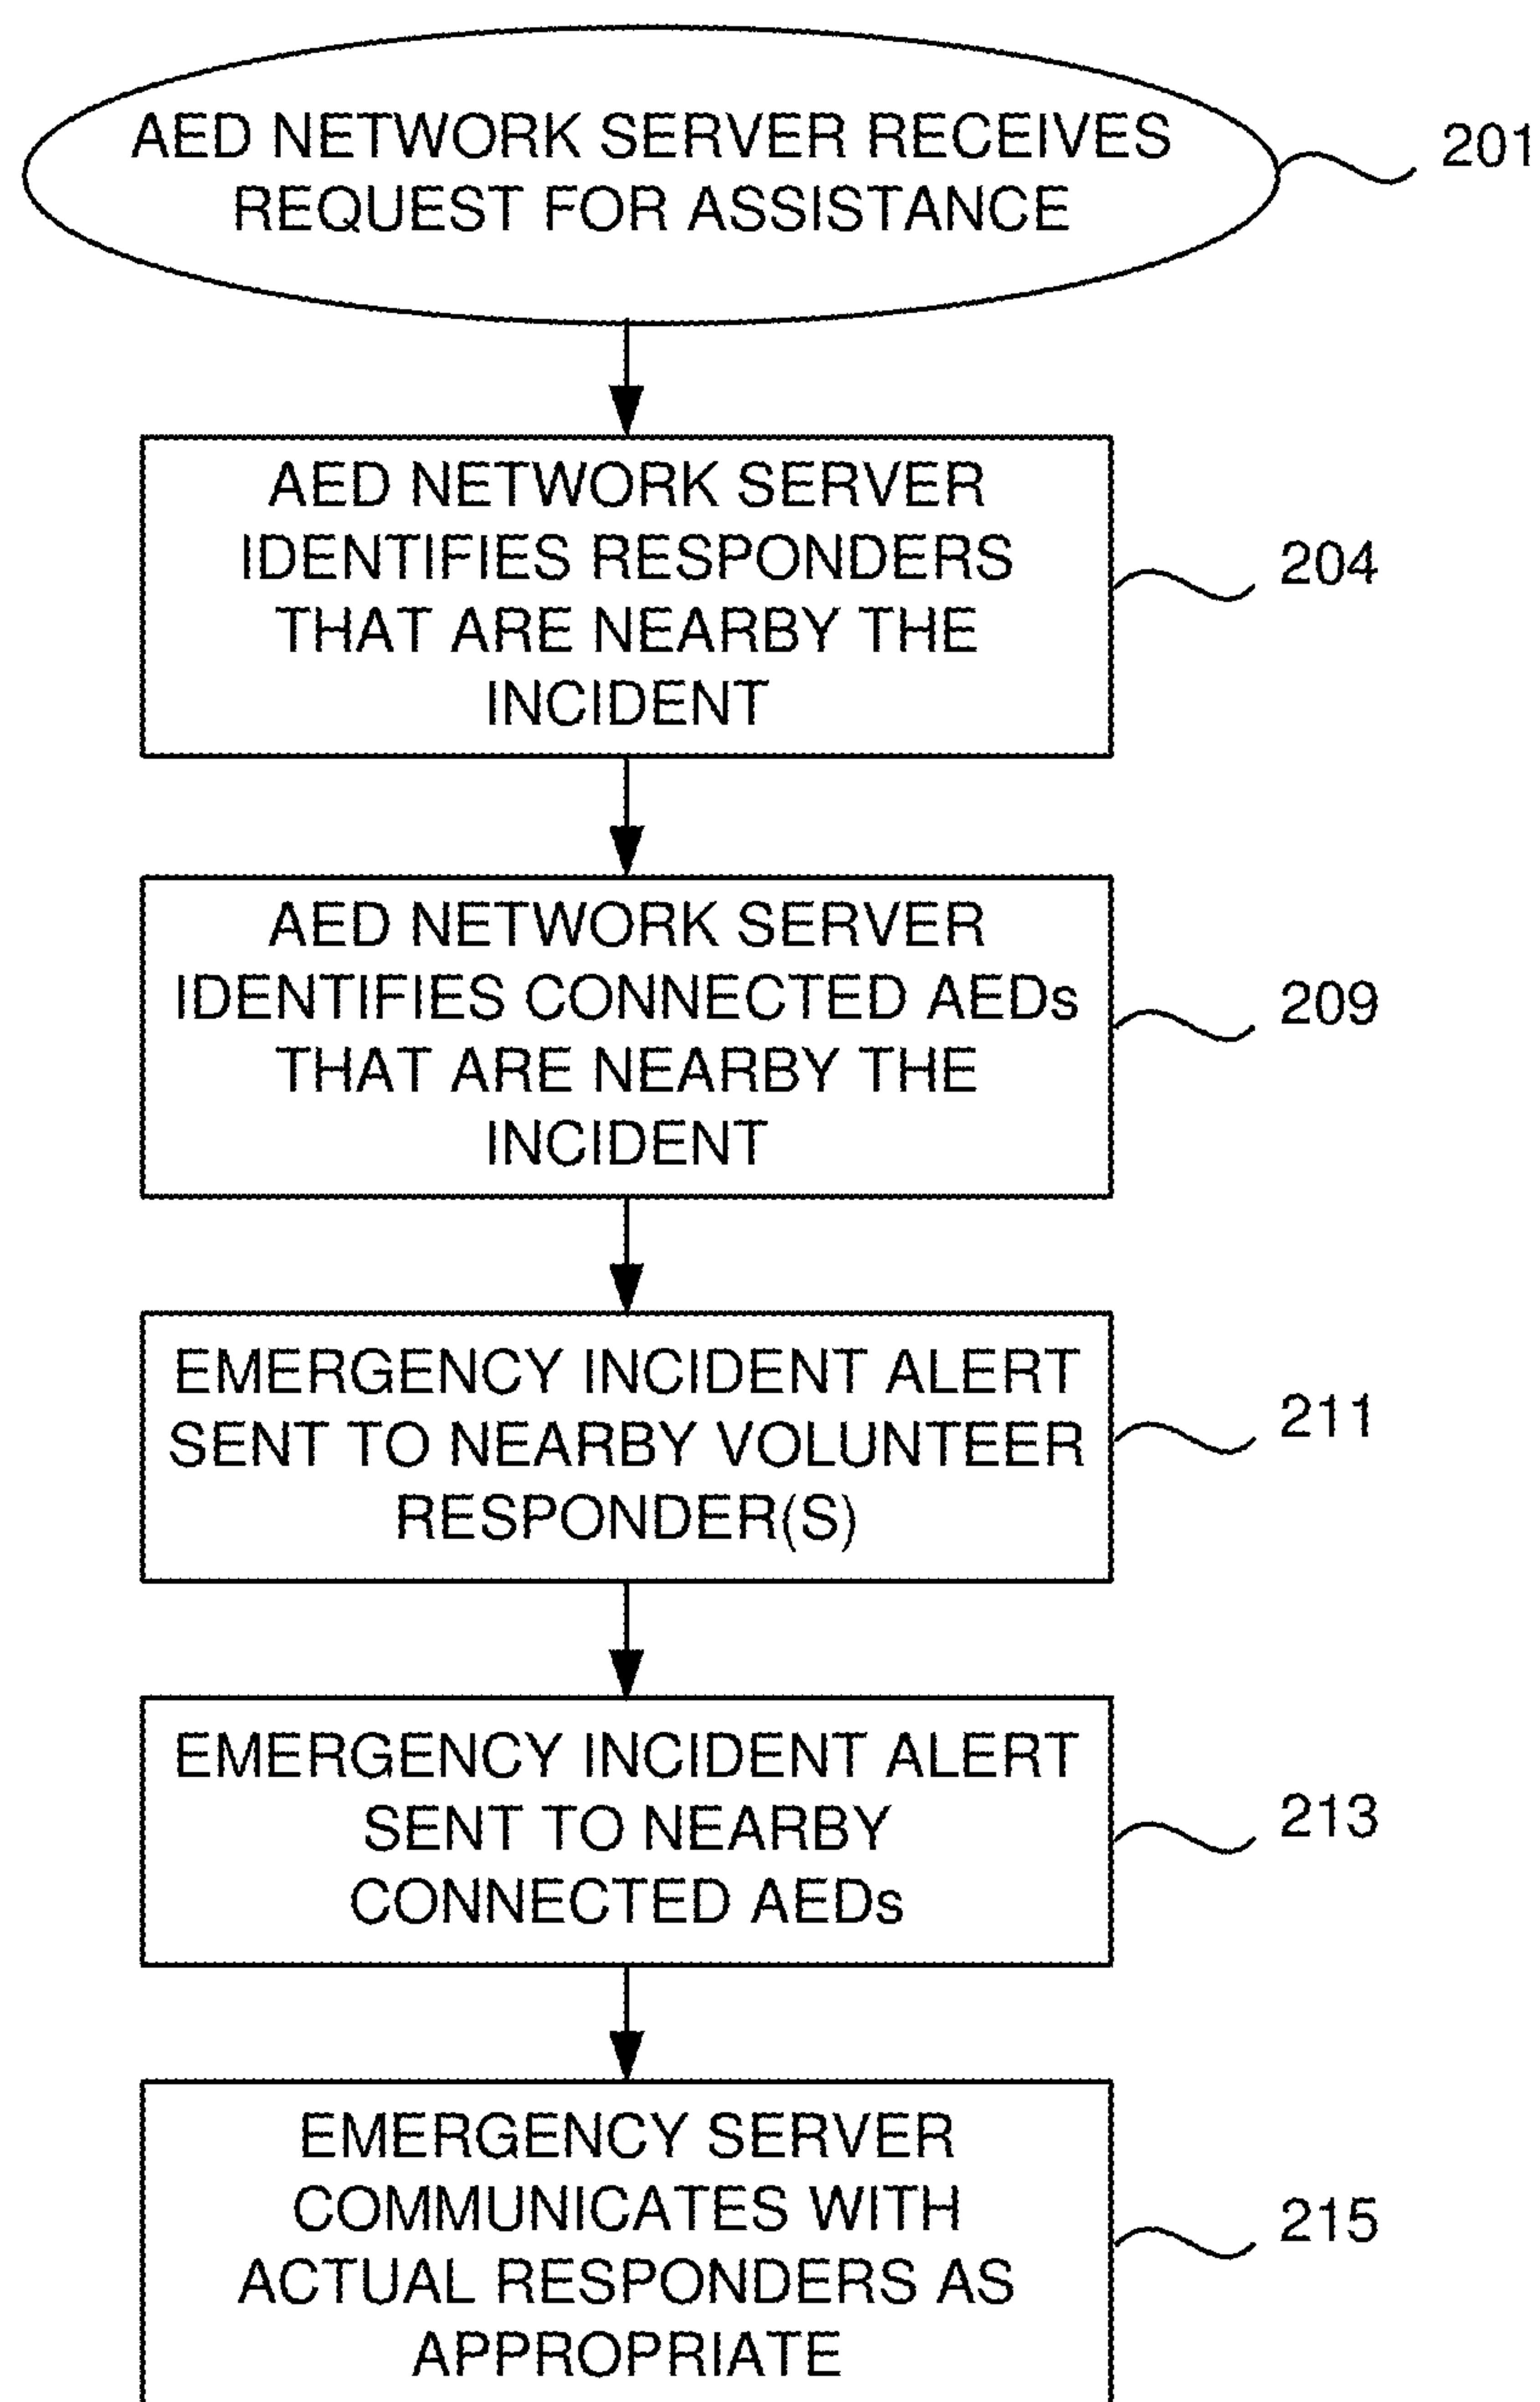 AED NETWORK SERVER RECEIVES
REQUEST FOR ASSISTANCE
201
AED NETWORK SERVER
IDENTIFIES RESPONDERS
THAT ARE NEARBY THE
INCIDENT
204
AED NETWORK SERVER
IDENTIFIES CONNECTED AEDs
THAT ARE NEARBY THE
INCIDENT
209
EMERGENCY INCIDENT ALERT
SENT TO NEARBY VOLUNTEER
RESPONDER(S)
211
EMERGENCY INCIDENT ALERT
SENT TO NEARBY
CONNECTED AEDs
213
EMERGENCY SERVER
COMMUNICATES WITH
ACTUAL RESPONDERS AS
APPROPRIATE
215